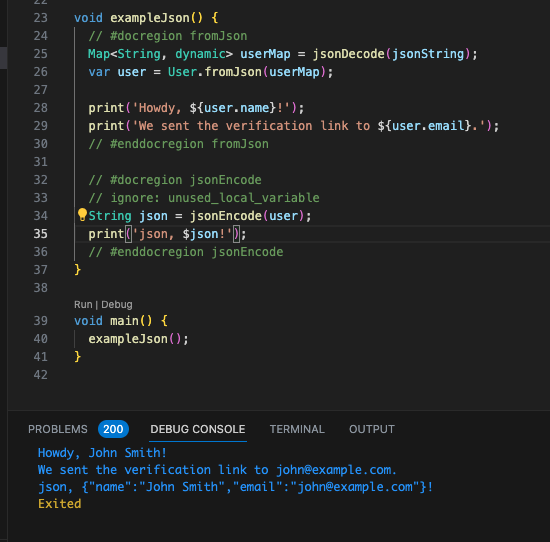 23 void exampleJson() {
24 // #docregion fromJson
25 Map<String, dynamic> userMap = jsonDecode(jsonString);
26 var user = User.fromJson(userMap);
27
28 print('Howdy, ${user.name}!');
29 print('We sent the verification link to ${user.email}.');
30 // #enddocregion fromJson
31
32 // #docregion jsonEncode
33 // ignore: unused_local_variable
34 String json = jsonEncode(user);
35 print('json, $json!');
36 // #enddocregion jsonEncode
37 }
38
Run | Debug
39 void main() {
40 exampleJson();
41 }
42
PROBLEMS 200 DEBUG CONSOLE TERMINAL OUTPUT
Howdy, John Smith!
We sent the verification link to john@example.com.
json, {"name":"John Smith","email":"john@example.com"}!
Exited